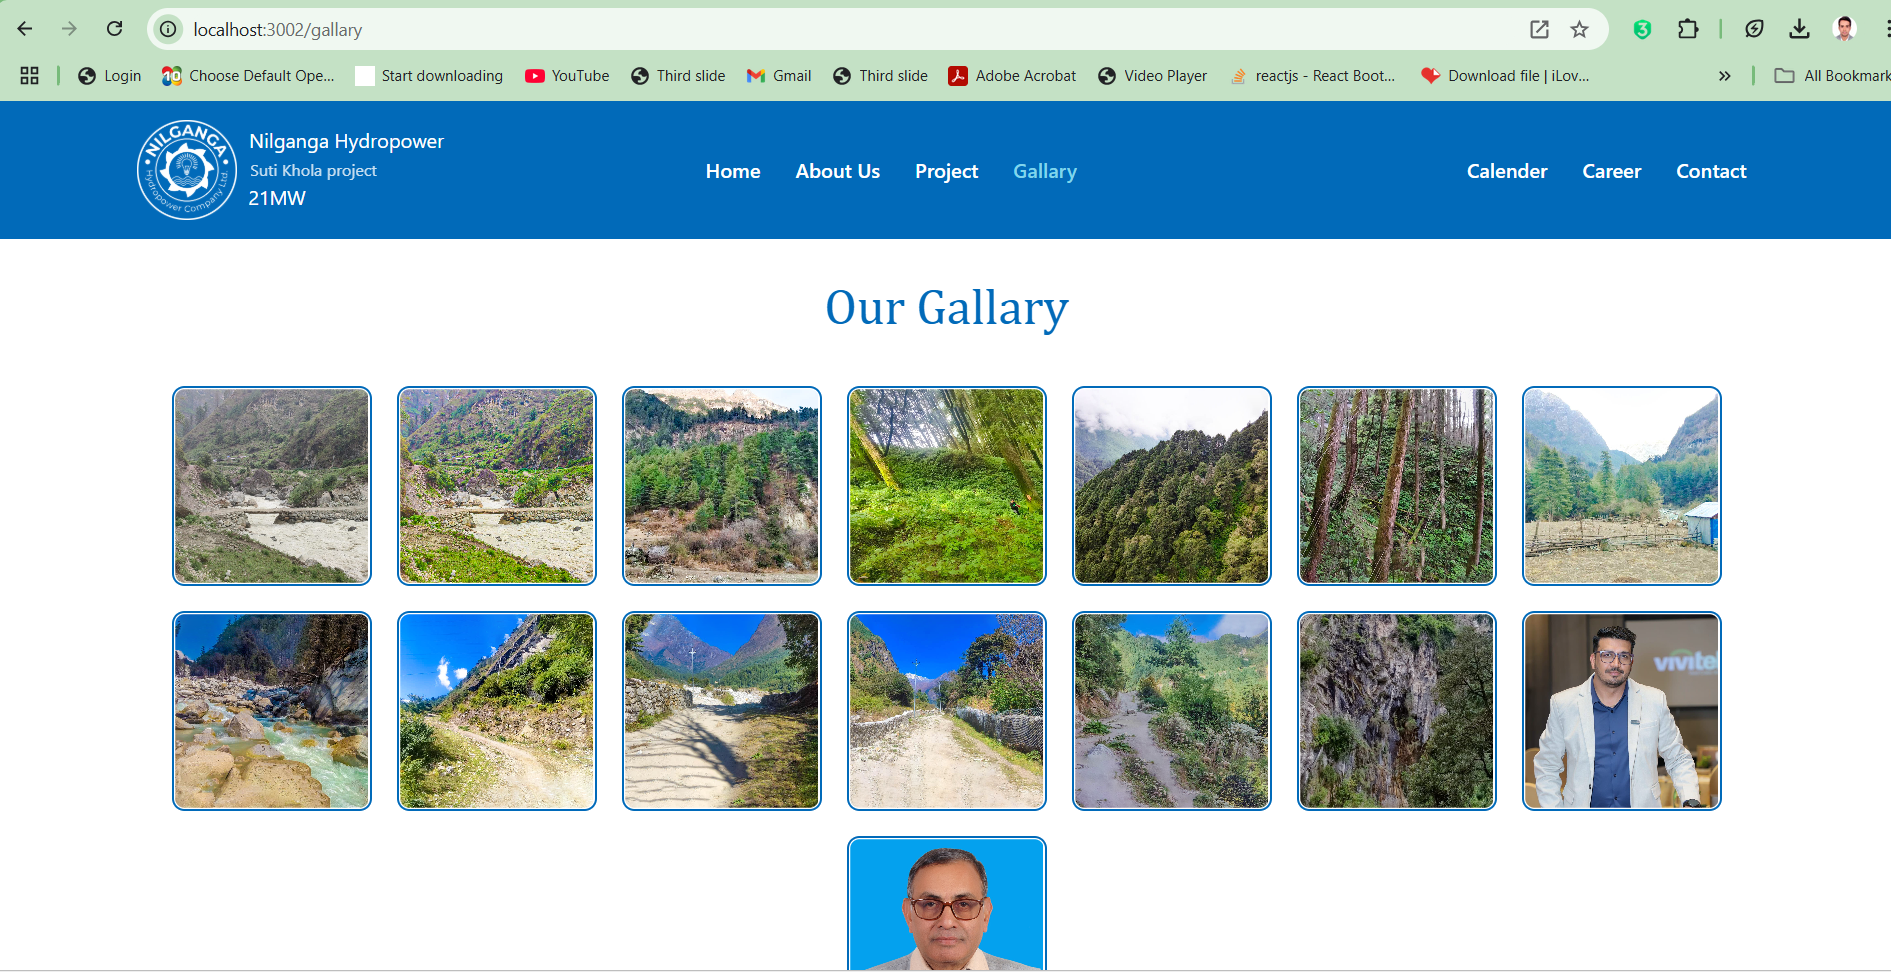 localhost:3002/gallary
Login
Choose Default Ope...
Start downloading
YouTube
Third slide
Gmail
Third slide
Adobe Acrobat
Video Player
reactjs - React Boot...
Download file | iLov...
»
All Bookmark
NILGANGA
Hydropower Company Ltd.
Nilganga Hydropower
Suti Khola project
21MW
Home
About Us
Project
Gallary
Calender
Career
Contact
Our Gallary
vivitel